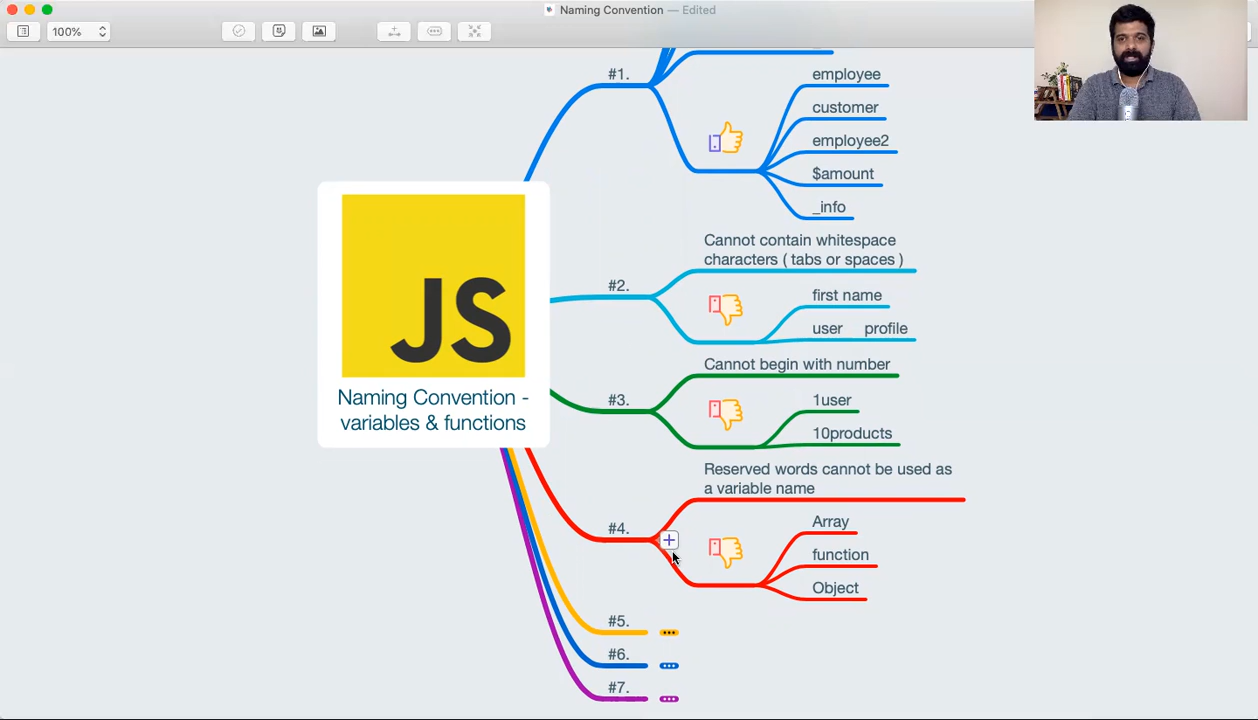 Naming Convention — Edited
100%
#1.
employee
customer
employee2
$amount
_info
JS
Naming Convention -
variables & functions
#2.
Cannot contain whitespace
characters ( tabs or spaces )
first name
user profile
#3.
Cannot begin with number
1user
10products
#4.
Reserved words cannot be used as
a variable name
Array
function
Object
#5.
#6.
#7.